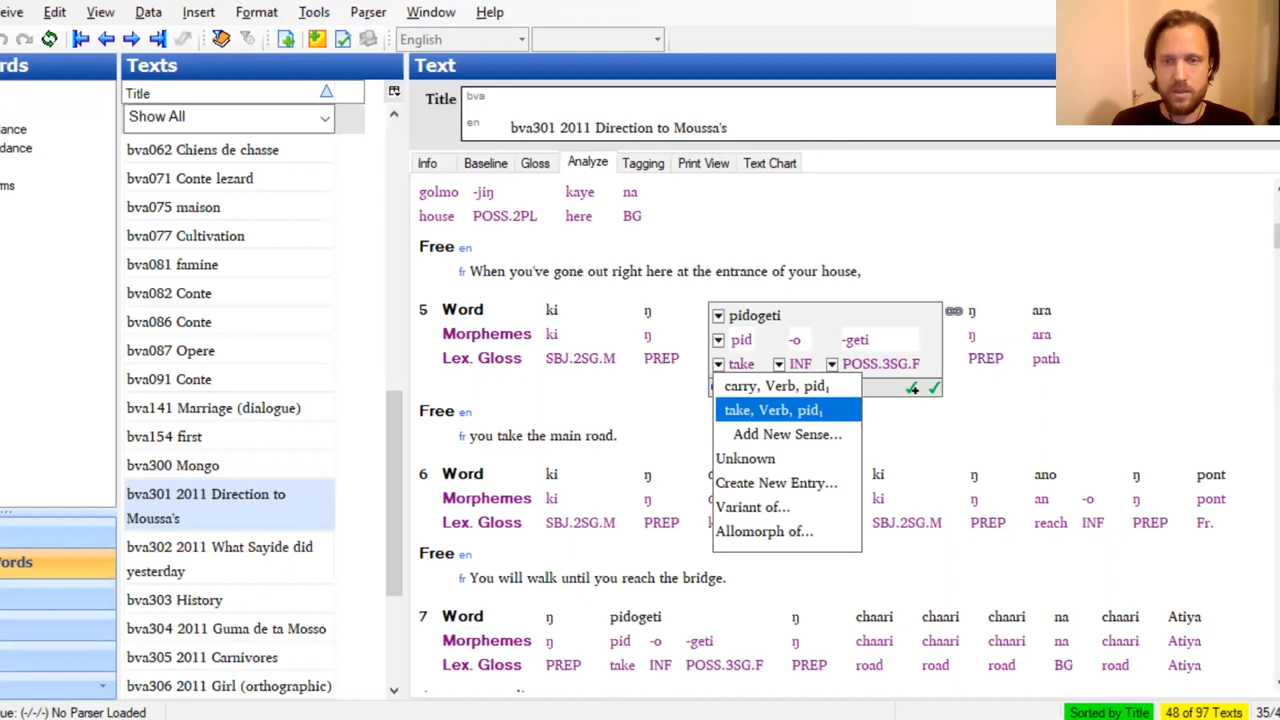 eive Edit View Data Insert Format Tools Parser Window Help
English
rds
dance
dance
ms
ords
Texts
Title
Show All
bva062 Chiens de chasse
bva071 Conte lezard
bva075 maison
bva077 Cultivation
bva081 famine
bva082 Conte
bva086 Conte
bva087 Opere
bva091 Conte
bva141 Marriage (dialogue)
bva154 first
bva300 Mongo
bva301 2011 Direction to
Moussa's
bva302 2011 What Sayide did
yesterday
bva303 History
bva304 2011 Guma de ta Mosso
bva305 2011 Carnivores
bva306 2011 Girl (orthographic)
Text
Title bva
en bva301 2011 Direction to Moussa's
Info Baseline Gloss Analyze Tagging Print View Text Chart
golmo -jiŋ kaye na
house POSS.2PL here BG
Free en
fr When you've gone out right here at the entrance of your house,
5 Word ki ŋ pidogeti ŋ ara
Morphemes ki ŋ pid -o -geti ŋ ara
Lex. Gloss SBJ.2SG.M PREP take INF POSS.3SG.F PREP path
carry, Verb, pid₁
take, Verb, pid₁
Add New Sense...
Unknown
Create New Entry...
Variant of...
Allomorph of...
Free en
fr you take the main road.
6 Word ki ŋ ki ŋ ano ŋ pont
Morphemes ki ŋ ki ŋ an -o ŋ pont
Lex. Gloss SBJ.2SG.M PREP SBJ.2SG.M PREP reach INF PREP Fr.
Free en
fr You will walk until you reach the bridge.
7 Word ŋ pidogeti ŋ chaari chaari chaari na chaari Atiya
Morphemes ŋ pid -o -geti ŋ chaari chaari chaari na chaari Atiya
Lex. Gloss PREP take INF POSS.3SG.F PREP road road road BG road Atiya
ue: (-/-/-) No Parser Loaded Sorted by Title 48 of 97 Texts 35/4